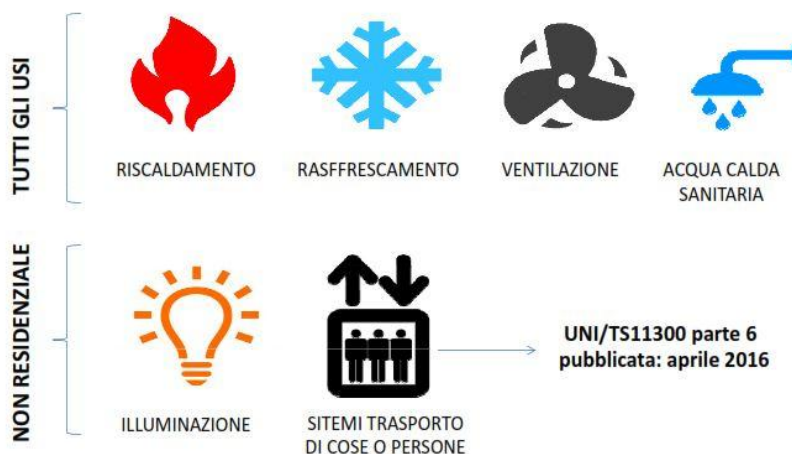 TUTTI GLI USI
RISCALDAMENTO
RASFFRESCAMENTO
VENTILAZIONE
ACQUA CALDA
SANITARIA
NON RESIDENZIALE
ILLUMINAZIONE
SITEMI TRASPORTO
DI COSE O PERSONE
UNI/TS11300 parte 6
pubblicata: aprile 2016